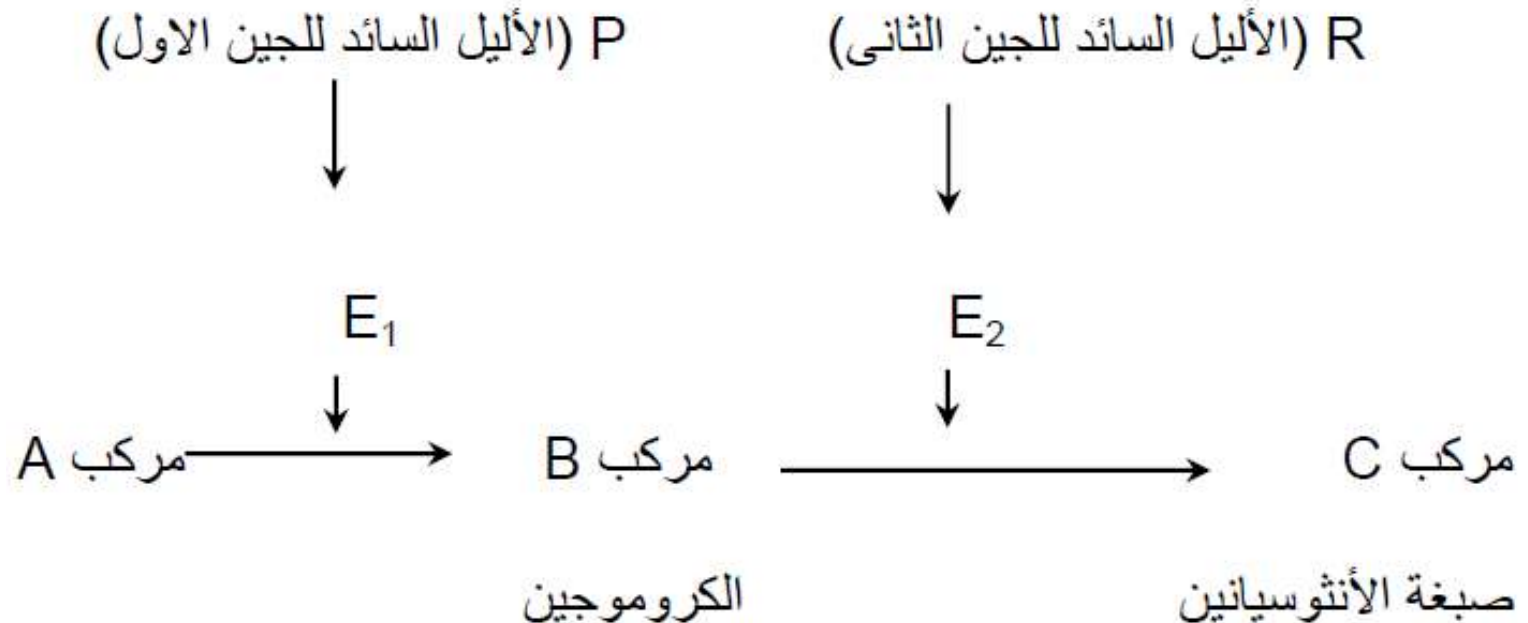 P (الأليل السائد للجين الاول)
R (الأليل السائد للجين الثانى)
E₁
E₂
مركب A
مركب B
مركب C
الكروموجين
صبغة الأنثوسيانين